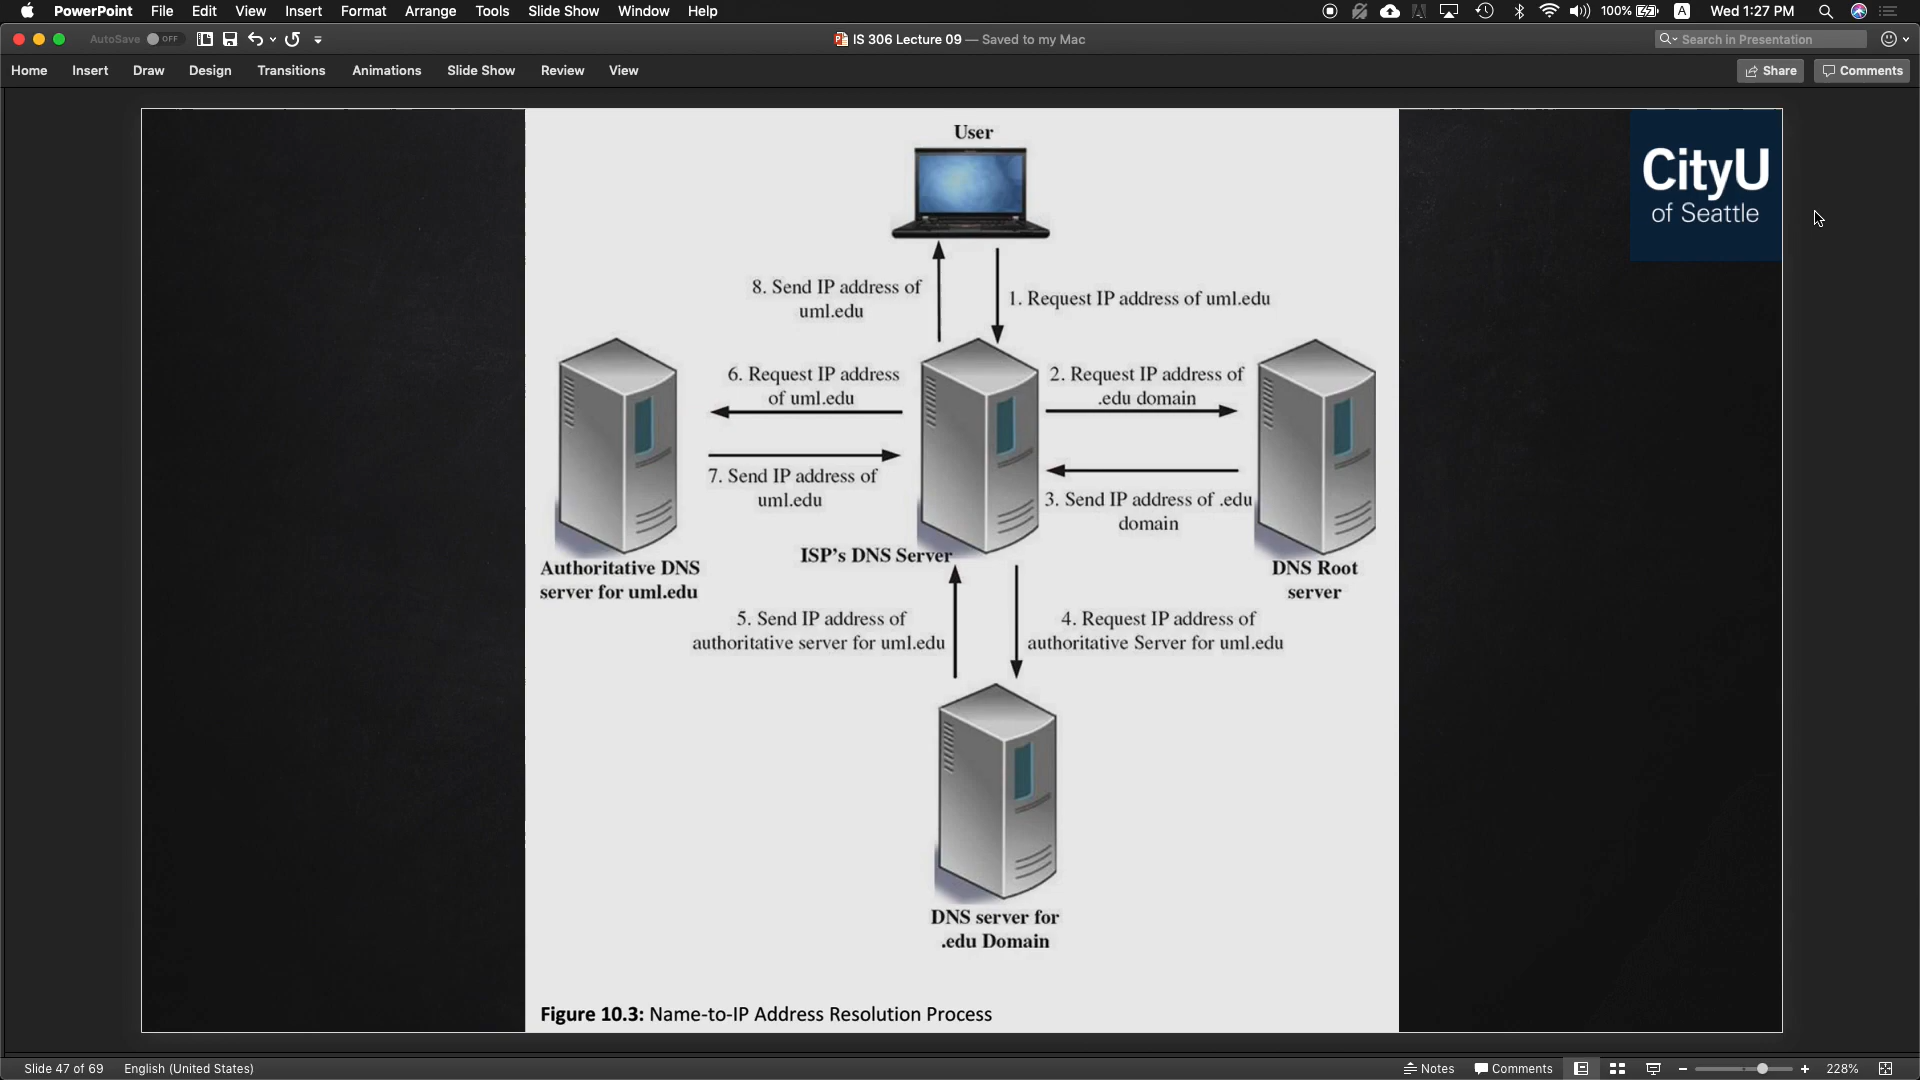 PowerPoint File Edit View Insert Format Arrange Tools Slide Show Window Help
100% A Wed 1:27 PM
AutoSave OFF
IS 306 Lecture 09 — Saved to my Mac
Search in Presentation
Home Insert Draw Design Transitions Animations Slide Show Review View
Share Comments
CityU
of Seattle
User
8. Send IP address of
uml.edu
1. Request IP address of uml.edu
6. Request IP address
of uml.edu
2. Request IP address of
.edu domain
7. Send IP address of
uml.edu
3. Send IP address of .edu
domain
ISP's DNS Server
Authoritative DNS
server for uml.edu
DNS Root
server
5. Send IP address of
authoritative server for uml.edu
4. Request IP address of
authoritative Server for uml.edu
DNS server for
.edu Domain
Figure 10.3: Name-to-IP Address Resolution Process
Slide 47 of 69 English (United States)
Notes Comments 228%